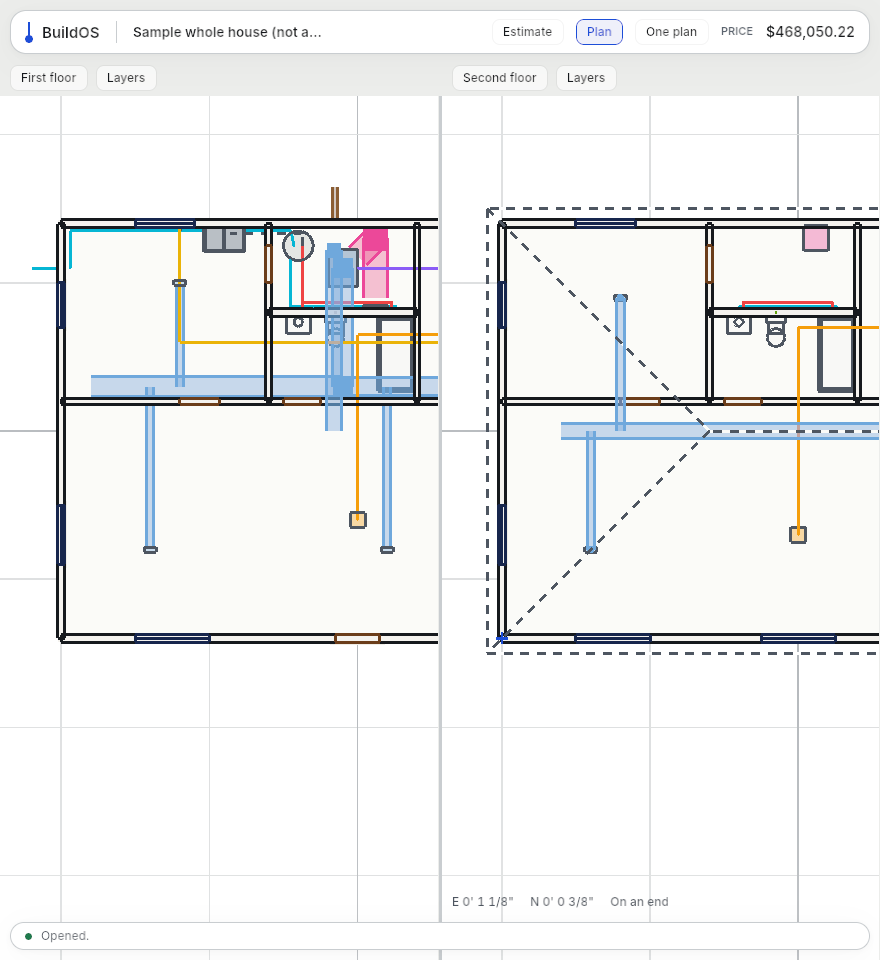 BuildOS
Sample whole house (not a...
Estimate
Plan
One plan
PRICE
$468,050.22
First floor
Layers
Second floor
Layers
E 0' 1 1/8" N 0' 0 3/8" On an end
Opened.